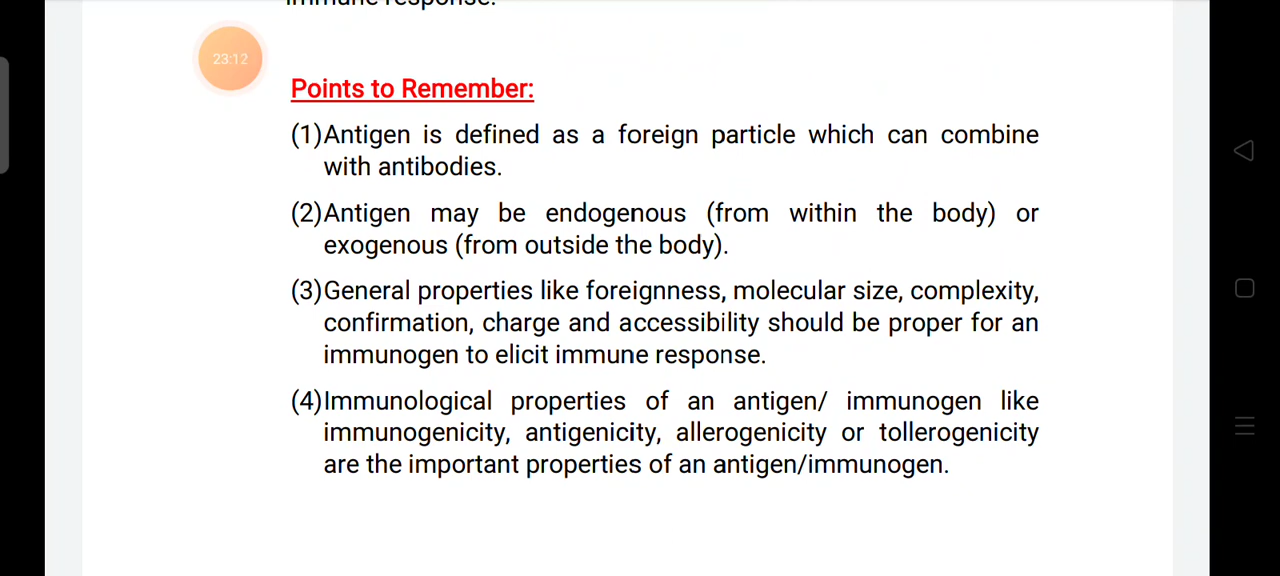 immune response.
23:12
Points to Remember:
(1)Antigen is defined as a foreign particle which can combine
with antibodies.
(2)Antigen may be endogenous (from within the body) or
exogenous (from outside the body).
(3)General properties like foreignness, molecular size, complexity,
confirmation, charge and accessibility should be proper for an
immunogen to elicit immune response.
(4)Immunological properties of an antigen/ immunogen like
immunogenicity, antigenicity, allerogenicity or tollerogenicity
are the important properties of an antigen/immunogen.